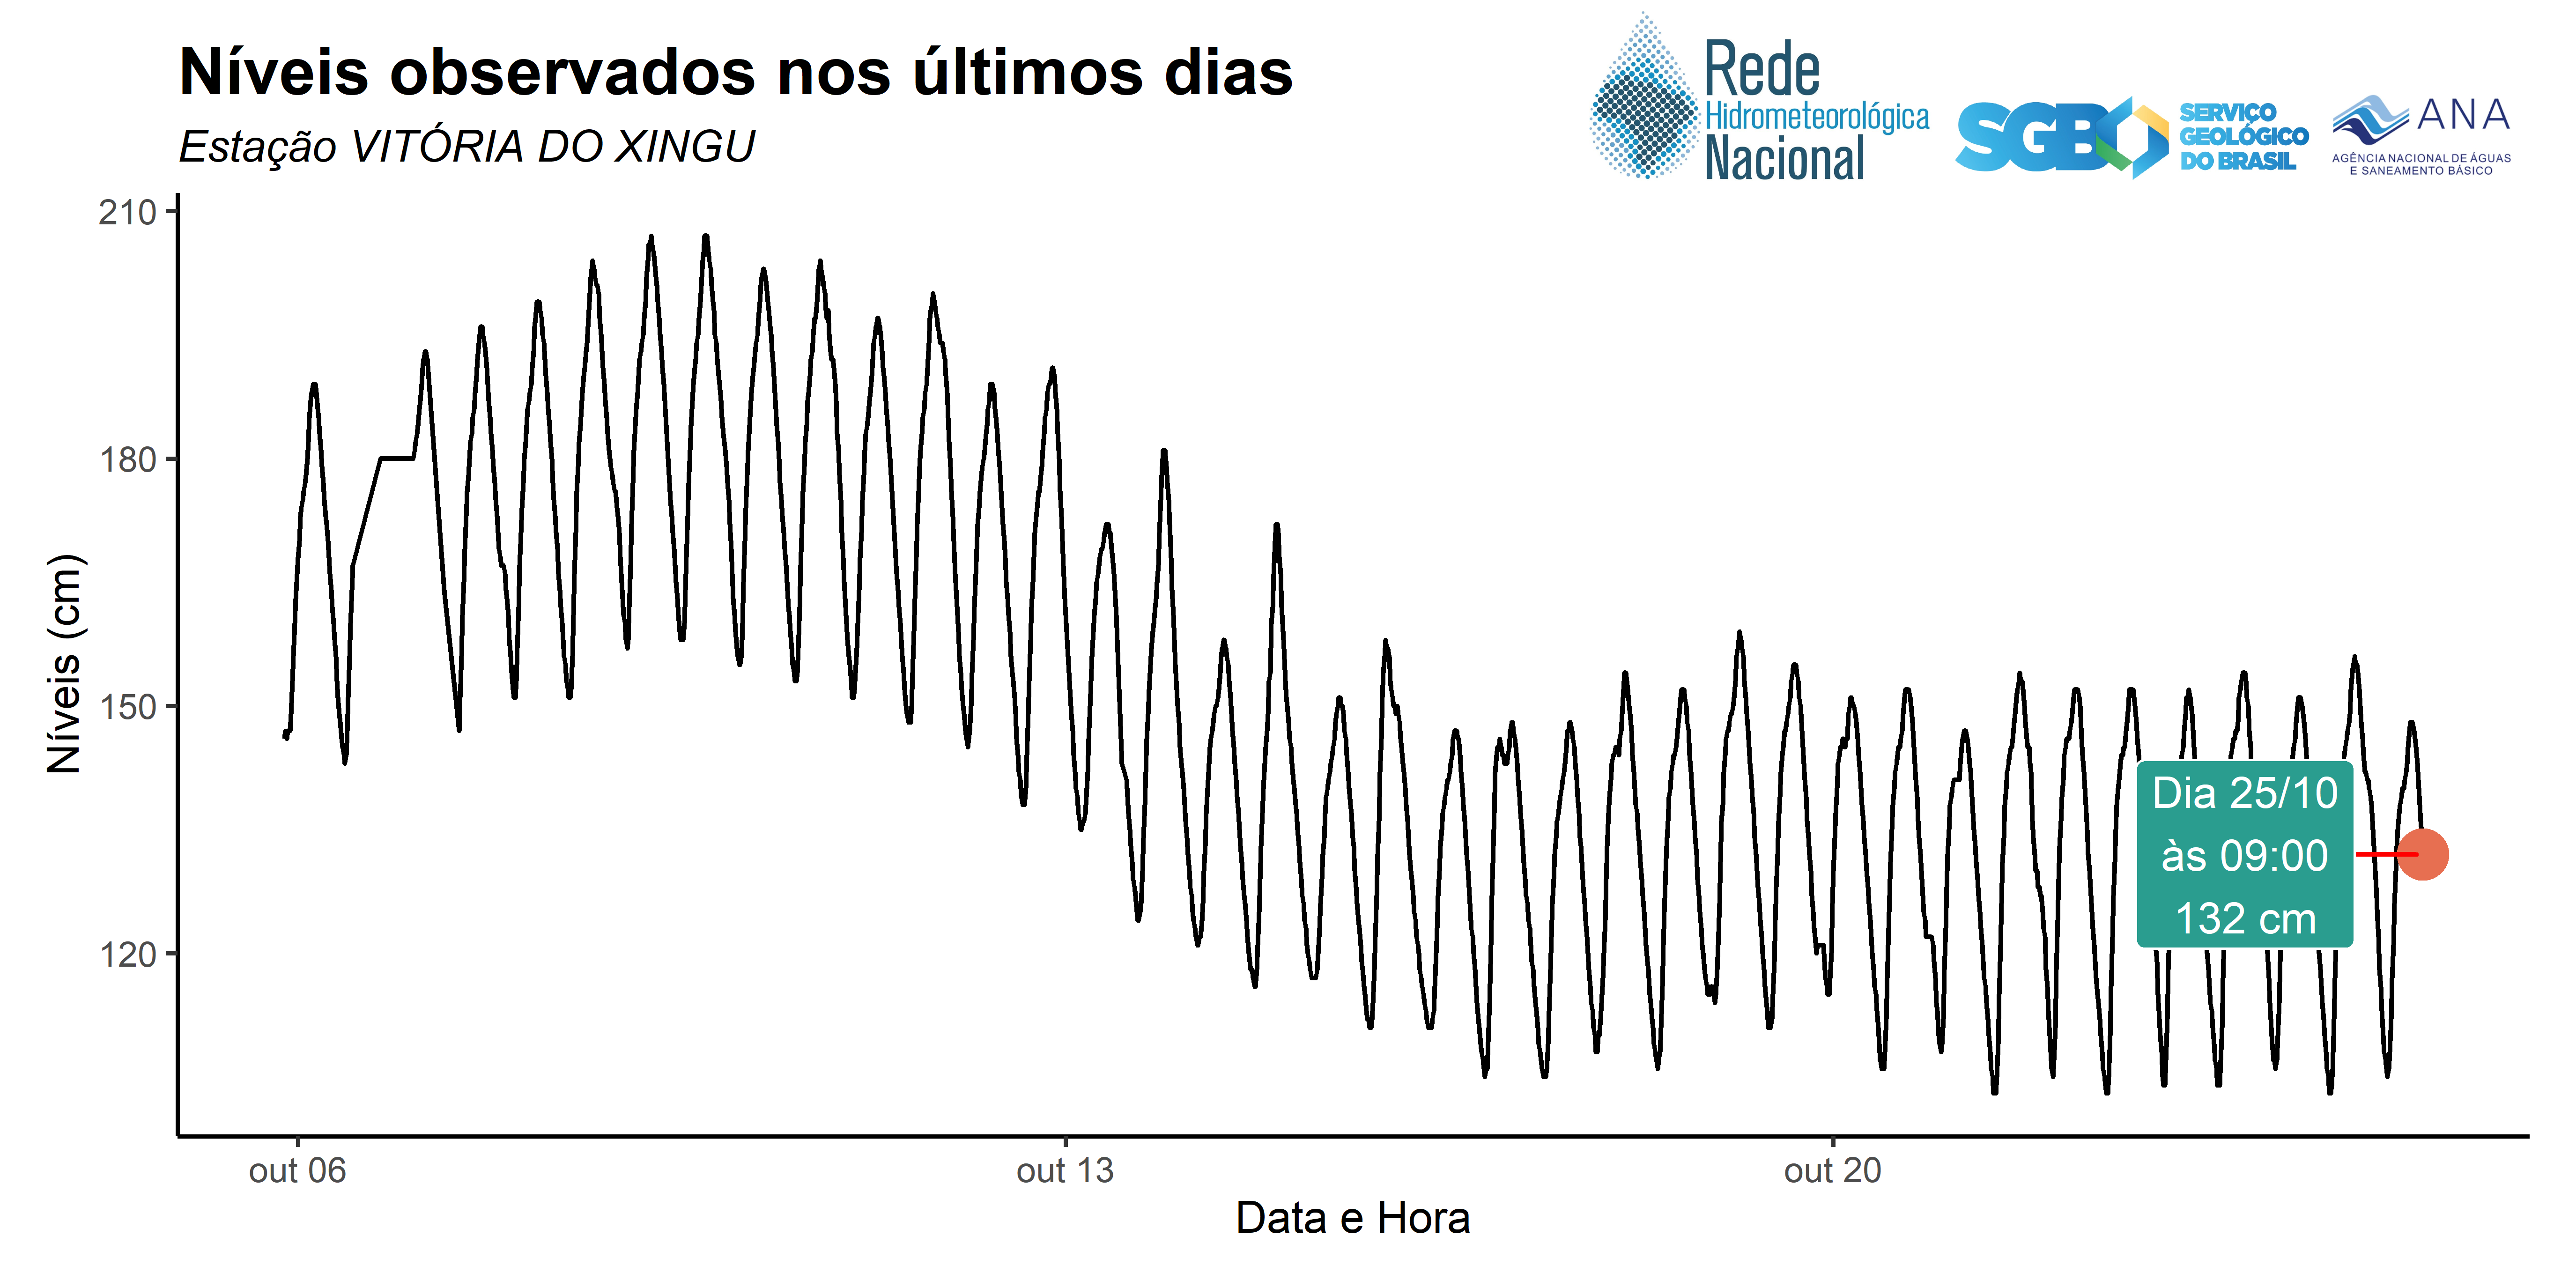 Níveis observados nos últimos dias
Estação VITÓRIA DO XINGU
Rede
Hidrometeorológica
Nacional
SGB
SERVIÇO
GEOLÓGICO
DO BRASIL
ANA
AGÊNCIA NACIONAL DE ÁGUAS
E SANEAMENTO BÁSICO
210
180
150
120
Níveis (cm)
Dia 25/10
às 09:00
132 cm
out 06
out 13
out 20
Data e Hora